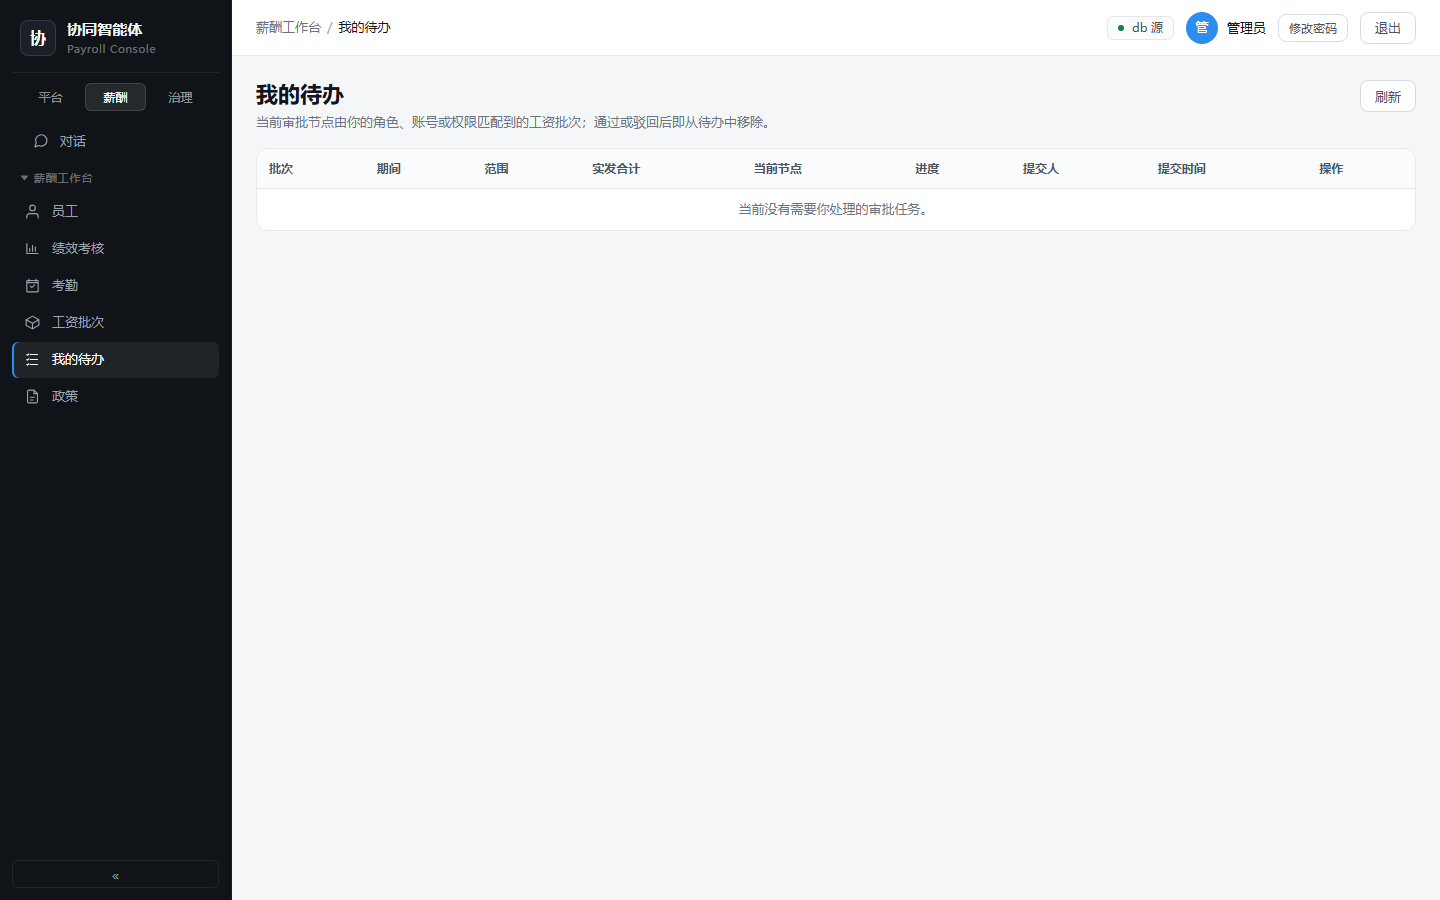 协
协同智能体
Payroll Console
平台 薪酬 治理
对话
薪酬工作台
员工
绩效考核
考勤
工资批次
我的待办
政策
«
薪酬工作台 / 我的待办
db 源
管
管理员
修改密码
退出
我的待办
刷新
当前审批节点由你的角色、账号或权限匹配到的工资批次；通过或驳回后即从待办中移除。
批次 期间 范围 实发合计 当前节点 进度 提交人 提交时间 操作
当前没有需要你处理的审批任务。